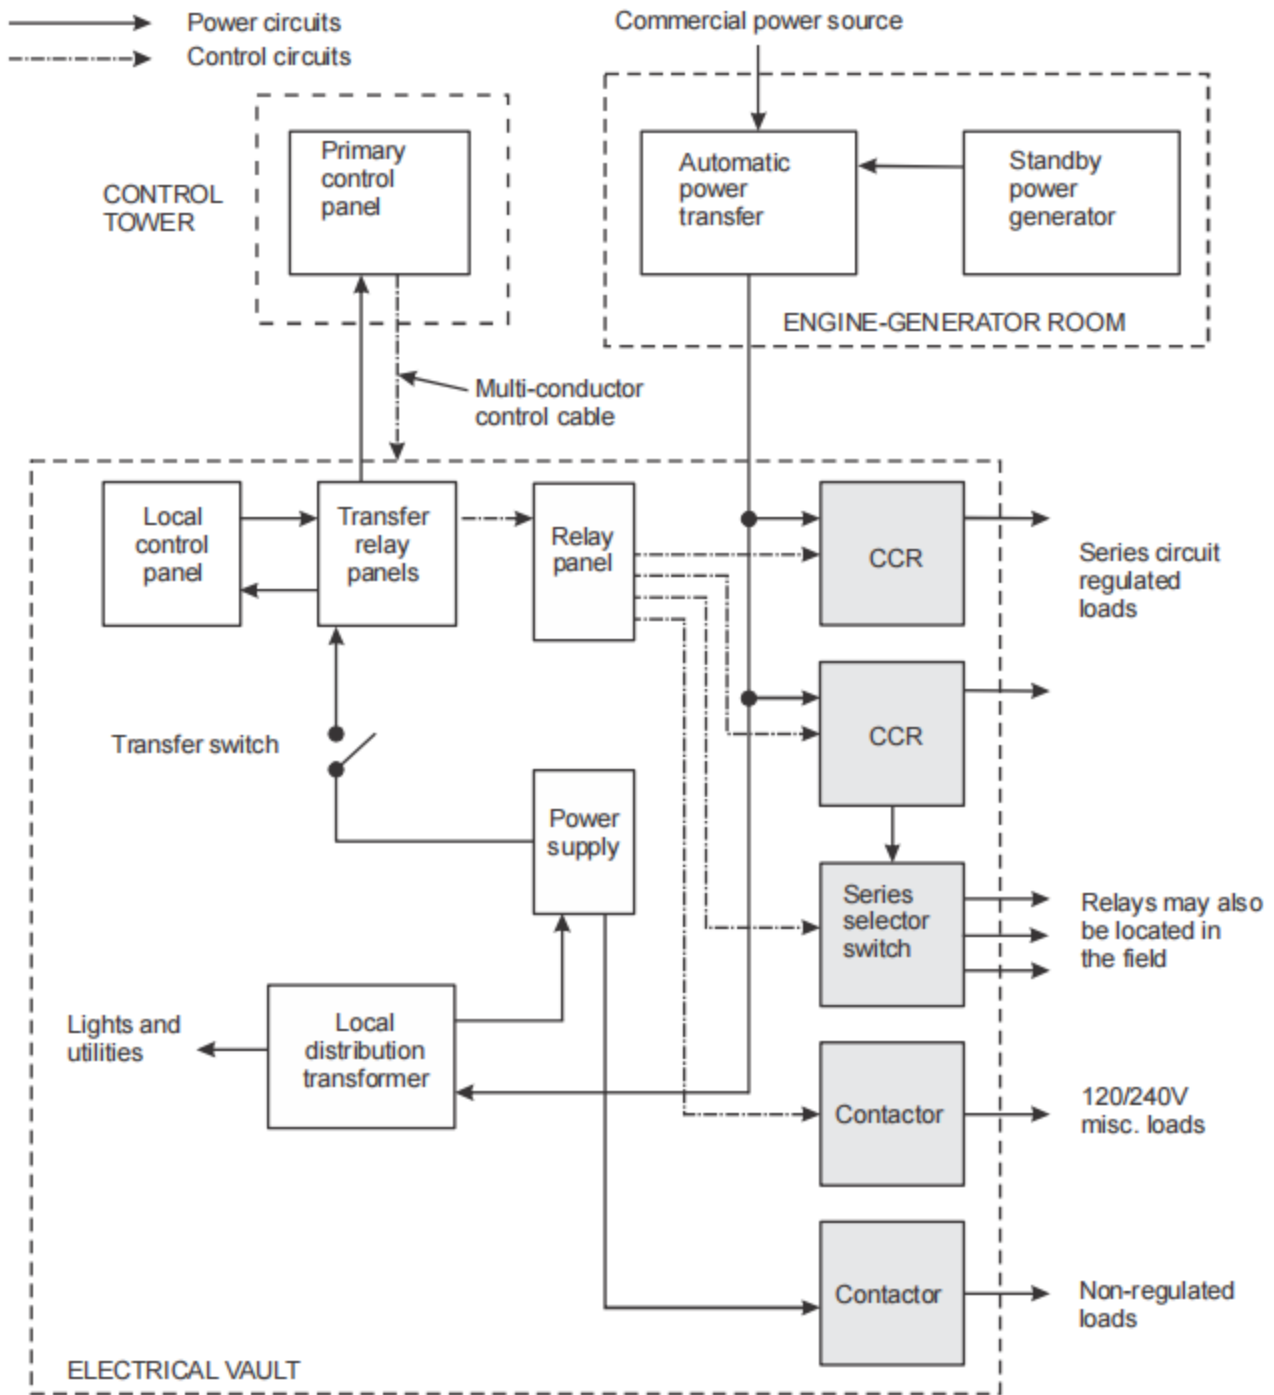 Power circuits
Control circuits
Commercial power source
CONTROL
TOWER
Primary
control
panel
Automatic
power
transfer
Standby
power
generator
ENGINE-GENERATOR ROOM
Multi-conductor
control cable
Local
control
panel
Transfer
relay
panels
Relay
panel
CCR
Series circuit
regulated
loads
Transfer switch
CCR
Power
supply
Series
selector
switch
Relays may also
be located in
the field
Lights and
utilities
Local
distribution
transformer
Contactor
120/240V
misc. loads
Contactor
Non-regulated
loads
ELECTRICAL VAULT